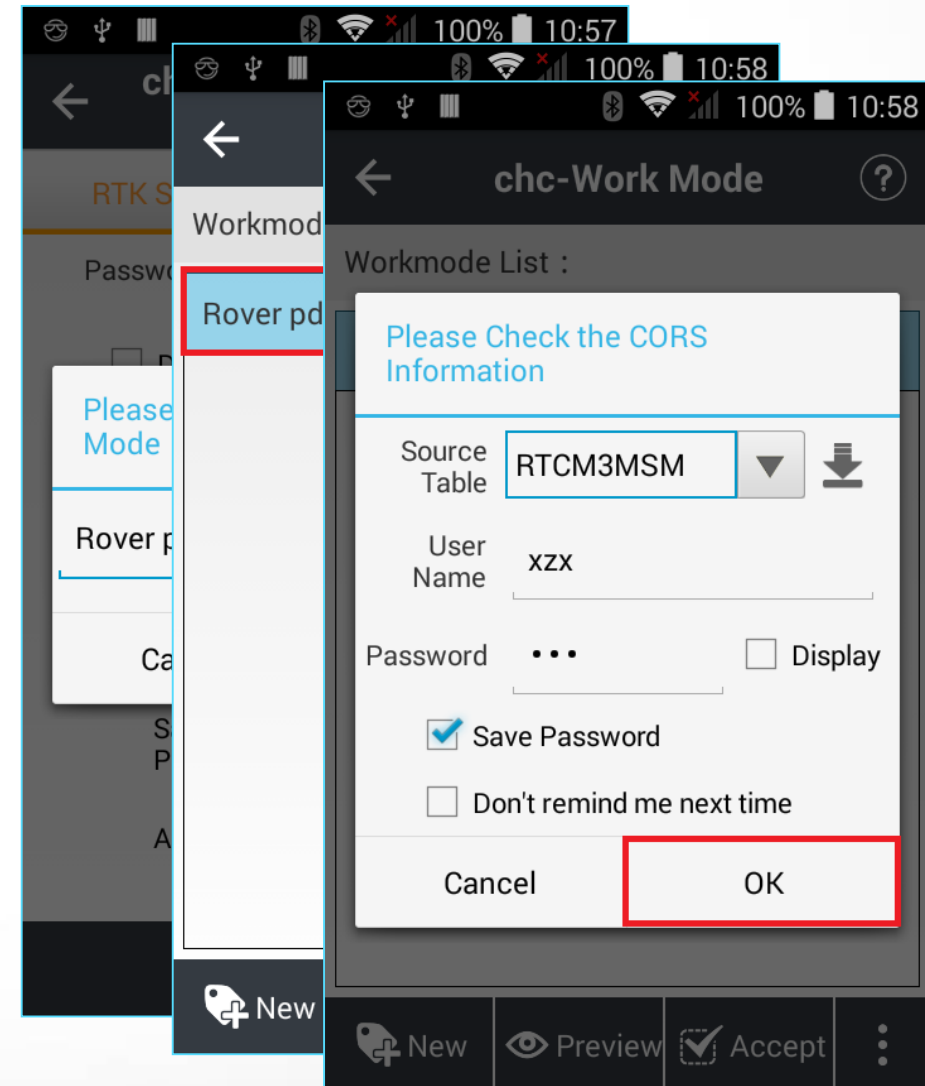 100% 10:57
RTK S
Passw
Please
Mode
Rover p
Ca
S
P
A
100% 10:58
Workmod
Rover pd
New
100% 10:58
chc-Work Mode
?
Workmode List :
Please Check the CORS
Information
Source
Table
RTCM3MSM
User
Name
xzx
Password
•••
Display
Save Password
Don't remind me next time
Cancel
OK
New
Preview
Accept